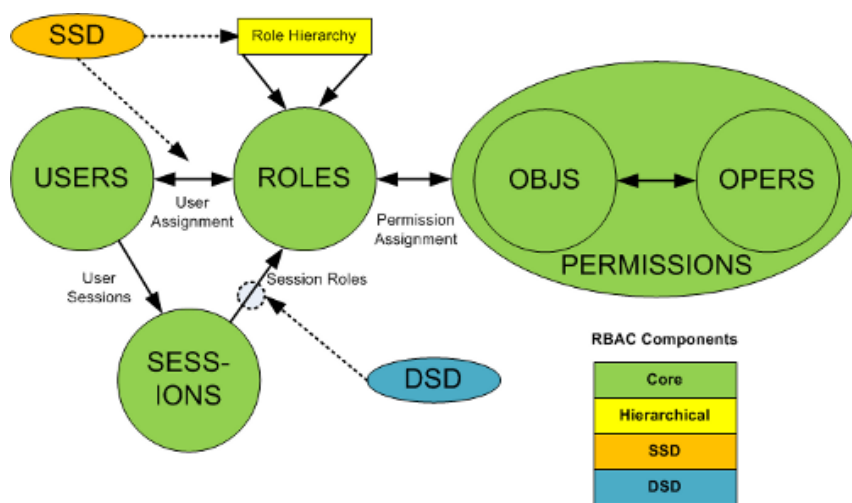 SSD
Role Hierarchy
USERS
ROLES
OBJS
OPERS
User
Assignment
Permission
Assignment
PERMISSIONS
User
Sessions
Session Roles
SESS-
IONS
DSD
RBAC Components
Core
Hierarchical
SSD
DSD